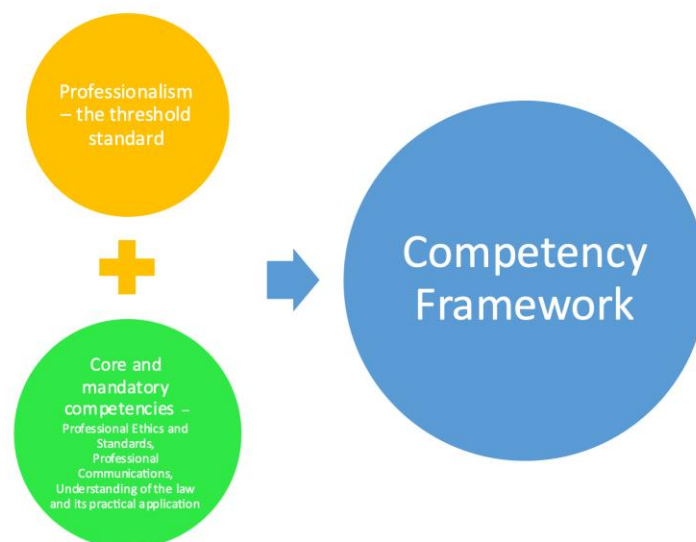 Professionalism
– the threshold
standard
Core and
mandatory
competencies –
Professional Ethics and
Standards,
Professional
Communications,
Understanding of the law
and its practical application
Competency
Framework